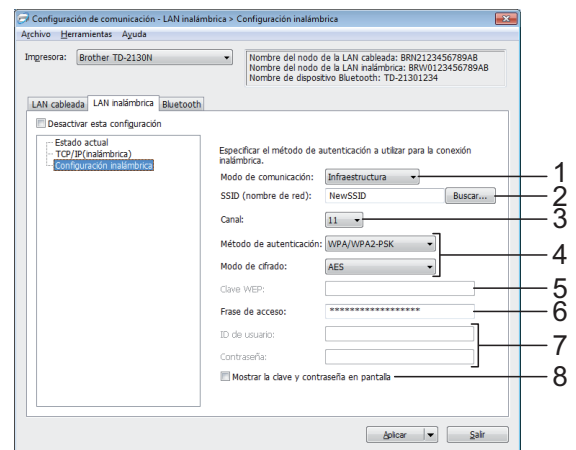 Configuración de comunicación - LAN inalámbrica > Configuración inalámbrica
Archivo Herramientas Ayuda
Impresora: Brother TD-2130N
Nombre del nodo de la LAN cableada: BRN2123456789AB
Nombre del nodo de la LAN inalámbrica: BRW0123456789AB
Nombre de dispositivo Bluetooth: TD-21301234
LAN cableada LAN inalámbrica Bluetooth
Desactivar esta configuración
Estado actual
TCP/IP(inalámbrica)
Configuración inalámbrica
Especificar el método de autenticación a utilizar para la conexión
inalámbrica.
Modo de comunicación: Infraestructura 1
SSID (nombre de red): NewSSID Buscar... 2
Canal: 11 3
Método de autenticación: WPA/WPA2-PSK
4
Modo de cifrado: AES
Clave WEP: 5
Frase de acceso: ****************** 6
ID de usuario:
7
Contraseña:
Mostrar la clave y contraseña en pantalla 8
Aplicar Salir